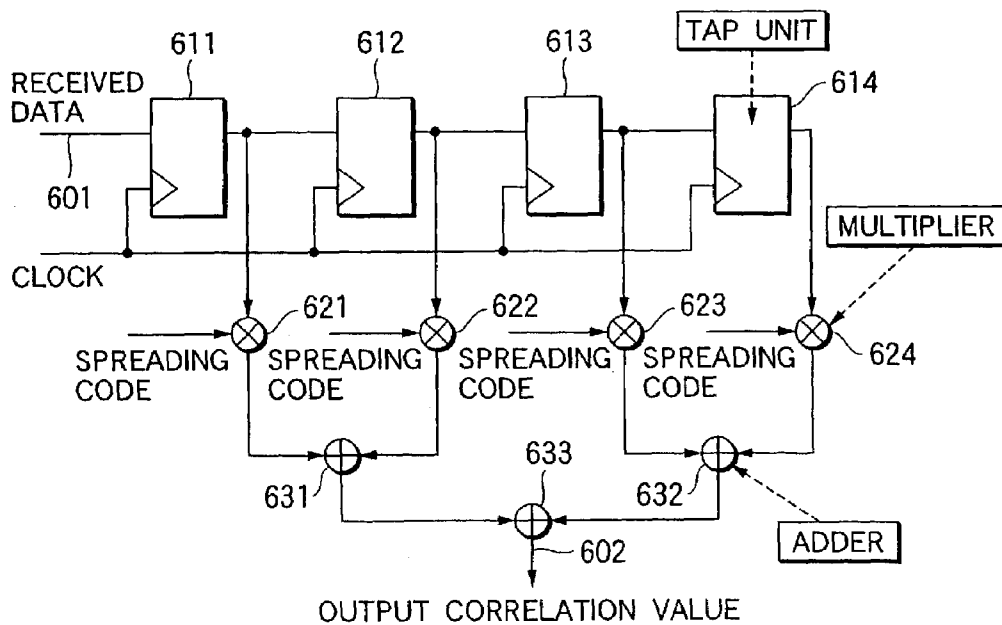 611
612
613
TAP UNIT
614
RECEIVED
DATA
601
MULTIPLIER
CLOCK
621
622
623
624
SPREADING
CODE
SPREADING
CODE
SPREADING
CODE
SPREADING
CODE
631
633
632
602
ADDER
OUTPUT CORRELATION VALUE